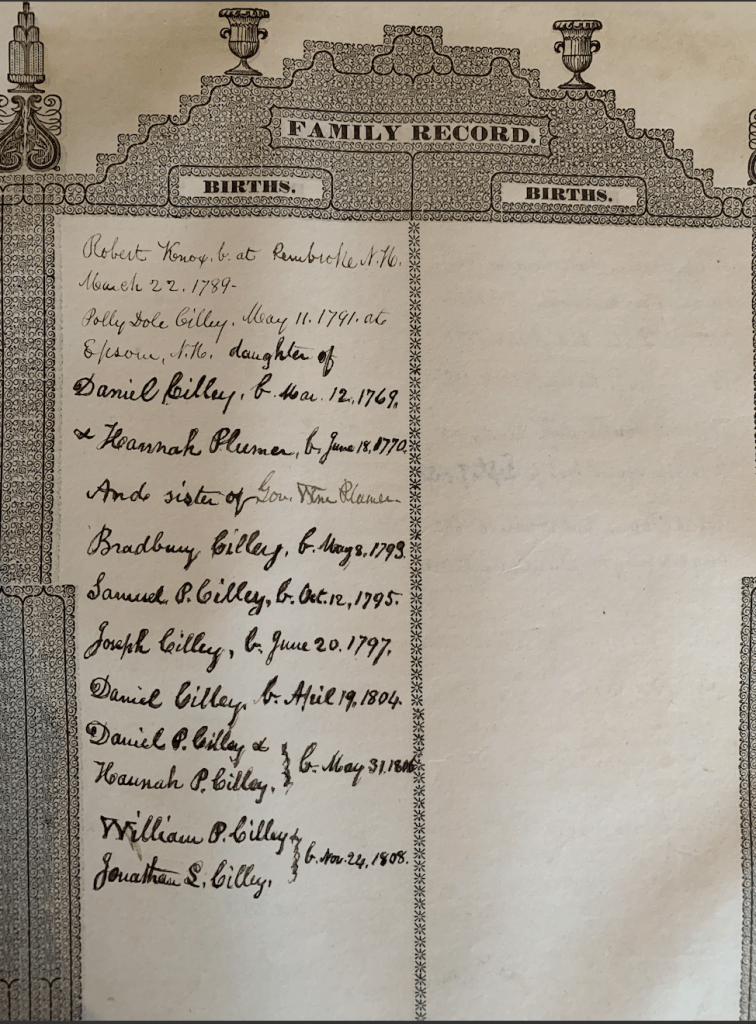 FAMILY RECORD.
BIRTHS.
BIRTHS.
Robert Knox, b. at Pembroke N.H.
March 22. 1789-
Polly Dole Cilley. May 11. 1791. at
Epsom, N.H. daughter of
Daniel Cilley, b. Mar. 12, 1769.
& Hannah Plumer, b. June 18, 1770.
And sister of Gov. Wm Plumer
Bradbury Cilley, b. May 8, 1793.
Samuel P. Cilley, b. Oct. 12, 1795.
Joseph Cilley, b. June 20. 1797.
Daniel Cilley, b. April 19, 1804.
Daniel P. Cilley &
Hannah P. Cilley, } b. May 31, 1806
William P. Cilley &
Jonathan L. Cilley, } b. Nov. 24, 1808.